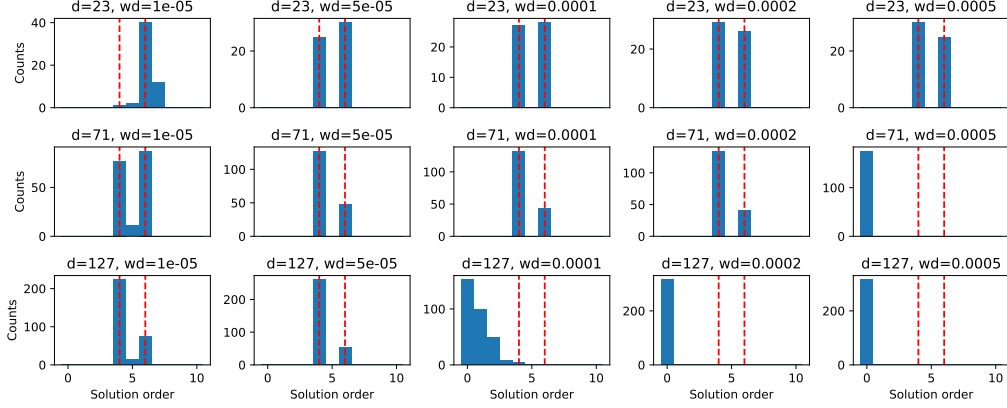 d=23, wd=1e-05
d=23, wd=5e-05
d=23, wd=0.0001
d=23, wd=0.0002
d=23, wd=0.0005
Counts
40
20
0
20
0
20
10
0
20
0
20
0
d=71, wd=1e-05
d=71, wd=5e-05
d=71, wd=0.0001
d=71, wd=0.0002
d=71, wd=0.0005
Counts
50
0
100
50
0
100
50
0
100
50
0
100
0
d=127, wd=1e-05
d=127, wd=5e-05
d=127, wd=0.0001
d=127, wd=0.0002
d=127, wd=0.0005
Counts
200
100
0
200
100
0
100
0
200
0
200
0
0 5 10
0 5 10
0 5 10
0 5 10
0 5 10
Solution order
Solution order
Solution order
Solution order
Solution order